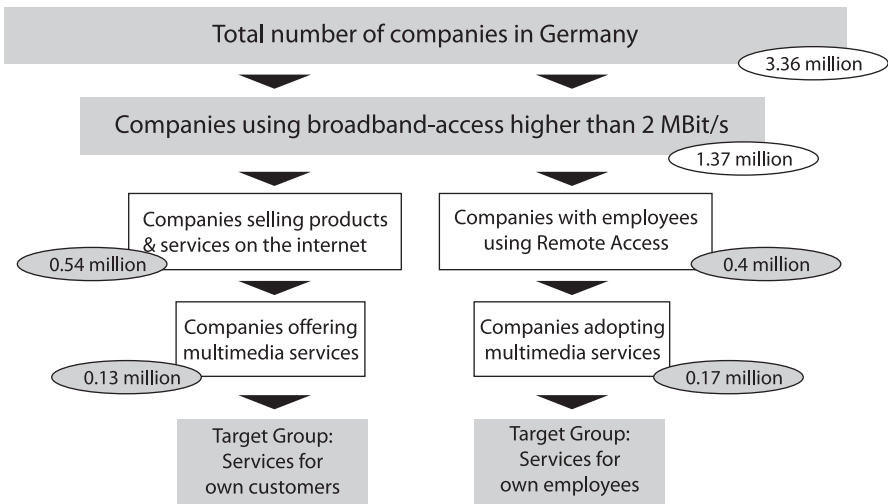 Total number of companies in Germany
3.36 million
Companies using broadband-access higher than 2 MBit/s
1.37 million
Companies selling products
& services on the internet
0.54 million
Companies with employees
using Remote Access
0.4 million
Companies offering
multimedia services
0.13 million
Companies adopting
multimedia services
0.17 million
Target Group:
Services for
own customers
Target Group:
Services for
own employees